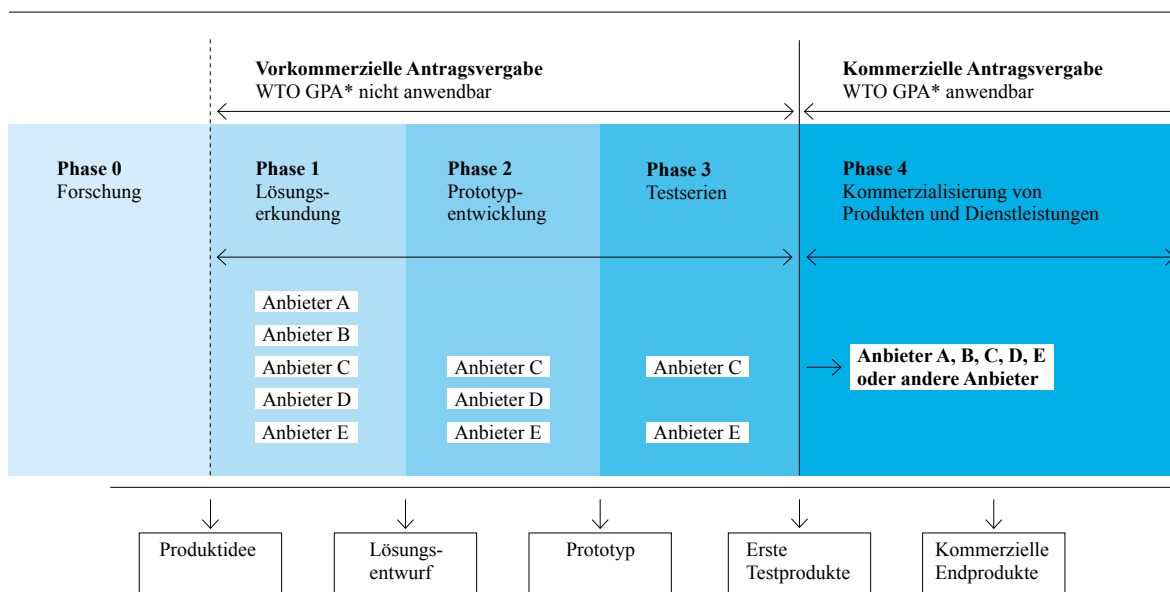 Vorkommerzielle Antragsvergabe
WTO GPA* nicht anwendbar
Kommerzielle Antragsvergabe
WTO GPA* anwendbar
Phase 0
Forschung
Phase 1
Lösungs-
erkundung
Phase 2
Prototyp-
entwicklung
Phase 3
Testserien
Phase 4
Kommerzialisierung von
Produkten und Dienstleistungen
Anbieter A
Anbieter B
Anbieter C
Anbieter D
Anbieter E
Anbieter C
Anbieter D
Anbieter E
Anbieter C
Anbieter E
Anbieter A, B, C, D, E
oder andere Anbieter
Produktidee
Lösungs-
entwurf
Prototyp
Erste
Testprodukte
Kommerzielle
Endprodukte